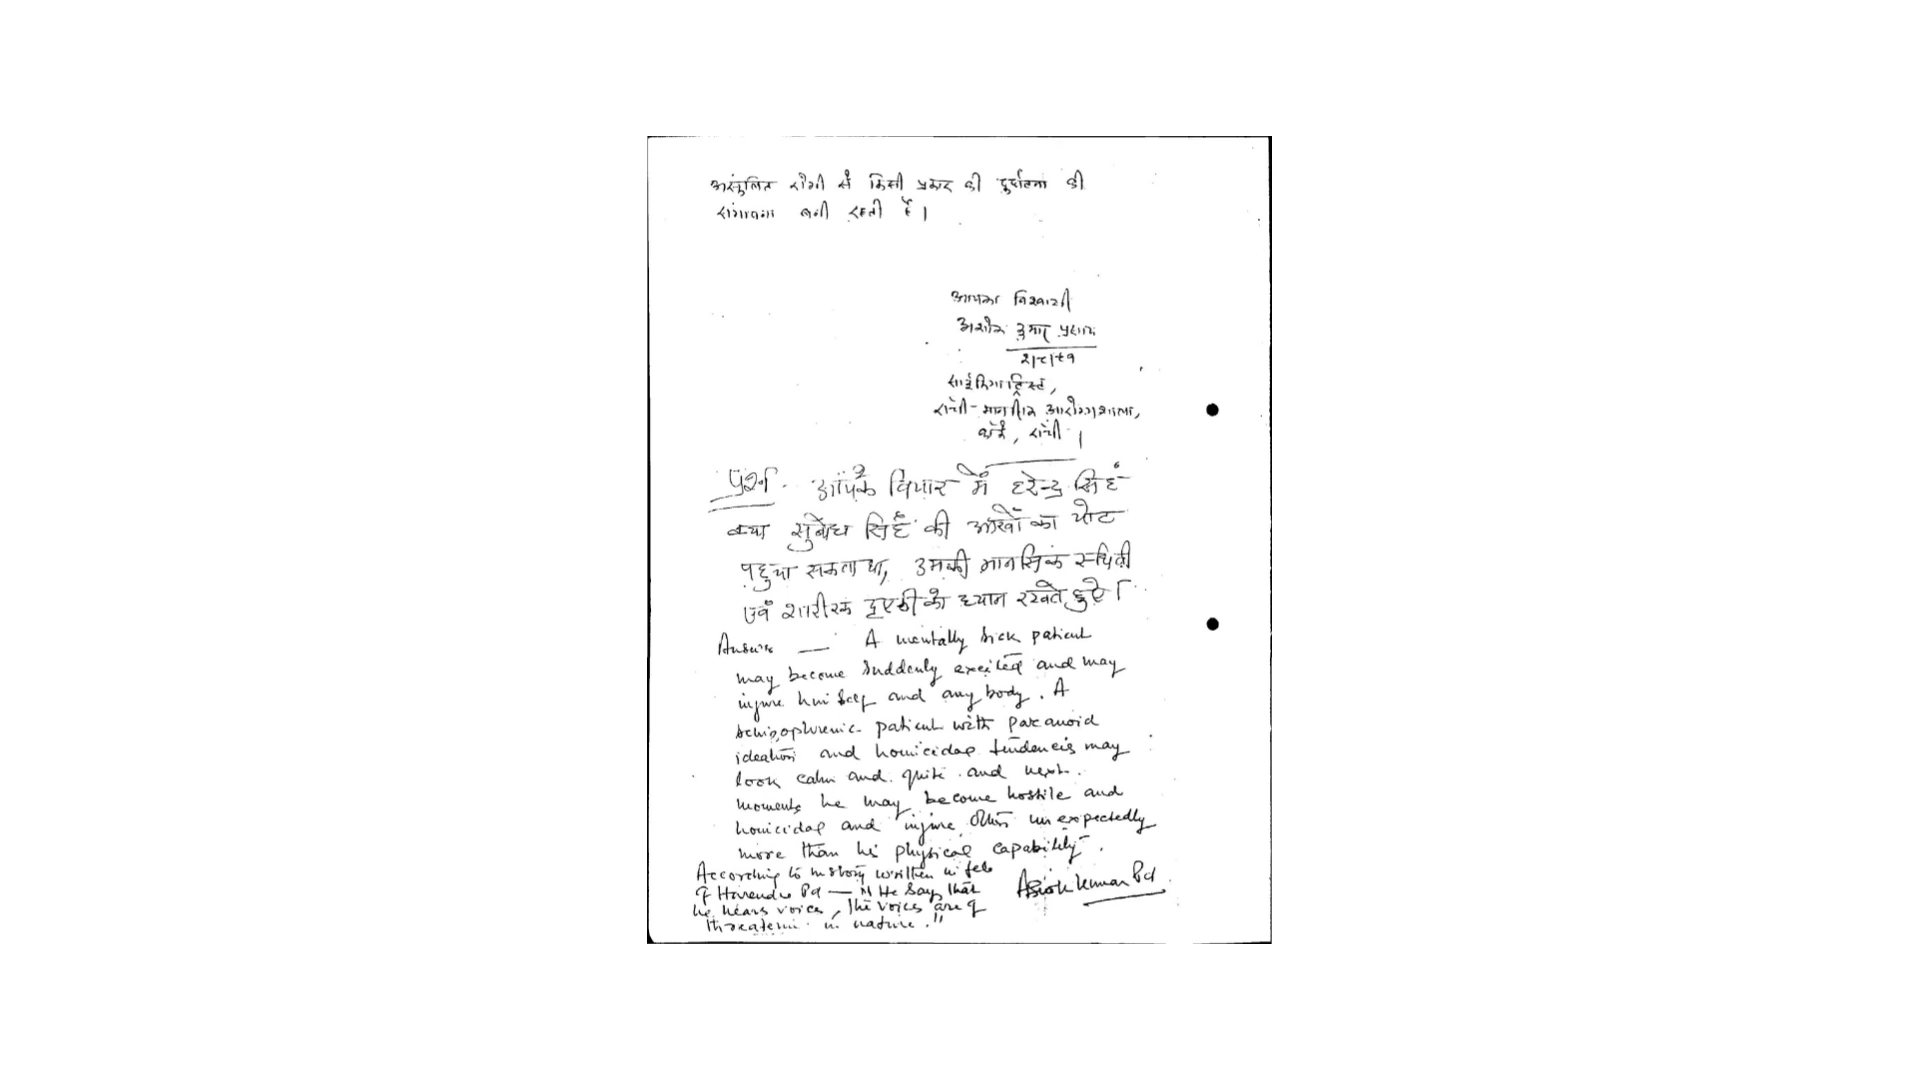 असंतुलित रोगी से किसी प्रकार की दुर्घटना की
संभावना बनी रहती है।
आपका विश्वासी
अशोक कुमार प्रसाद
साईकियाट्रिस्ट,
राँची-मानसिक आरोग्यशाला,
काँके, राँची।
प्रश्न- आपके विचार में हरेन्द्र सिंह
क्या सुबोध सिंह की आखों को चोट
पहुचा सकता था, उसकी मानसिक स्थिती
एवं शारीरिक को ध्यान रखते हुऐ।
Answer — A mentally sick patient
may become suddenly excited and may
injure himself and any body. A
schizophrenic patient with paranoid
ideation and homicidal tendencies may
look calm and quite and next
moments he may become hostile and
homicidal and injure others unexpectedly
more than his physical capability.
According to history written in
of Harendra Pd — "He says that
he hears voices, the voices are of
threatening in nature."
Ashok Kumar Pd